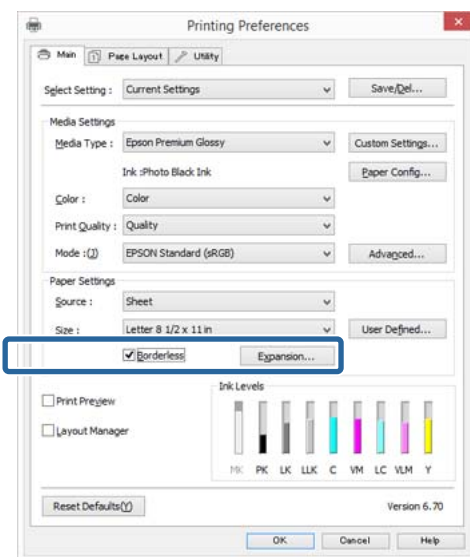 Printing Preferences
Main Page Layout Utility
Select Setting : Current Settings Save/Del...
Media Settings
Media Type : Epson Premium Glossy Custom Settings...
Ink :Photo Black Ink Paper Config...
Color : Color
Print Quality : Quality
Mode :(J) EPSON Standard (sRGB) Advanced...
Paper Settings
Source : Sheet
Size : Letter 8 1/2 x 11 in User Defined...
Borderless Expansion...
Ink Levels
Print Preview
Layout Manager
MK PK LK LLK C VM LC VLM Y
Reset Defaults(Y) Version 6.70
OK Cancel Help